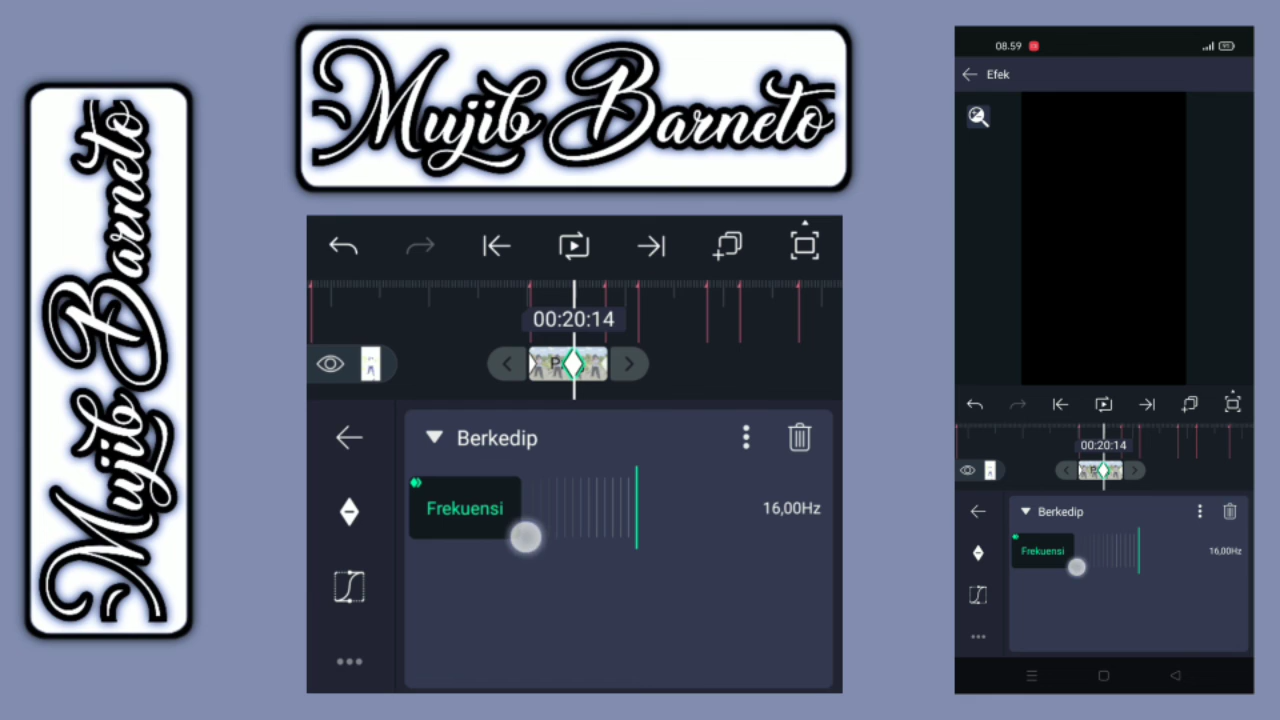 Mujib Barneto
Mujib Barneto
00:20:14
Berkedip
Frekuensi
16,00Hz
08.59
Efek
00:20:14
Berkedip
Frekuensi
16,00Hz